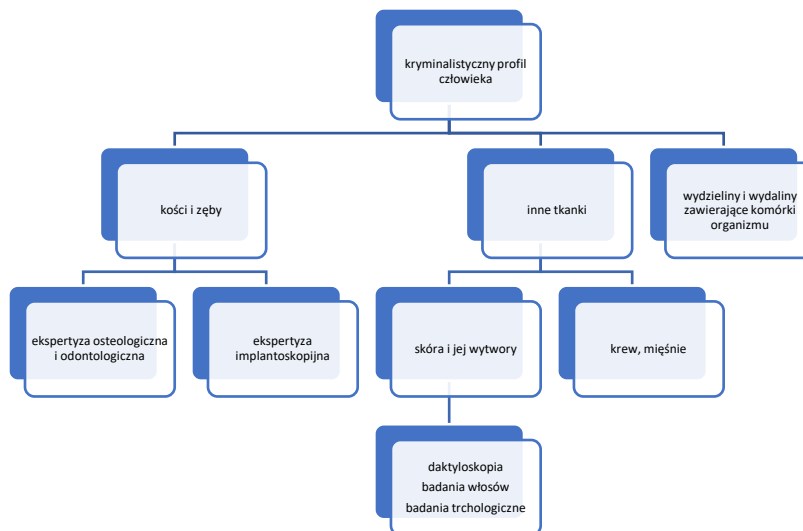 kryminalistyczny profil
człowieka
kości i zęby
inne tkanki
wydzieliny i wydaliny
zawierające komórki
organizmu
ekspertyza osteologiczna
i odontologiczna
ekspertyza
implantoskopijna
skóra i jej wytwory
krew, mięśnie
daktyloskopia
badania włosów
badania trchologiczne